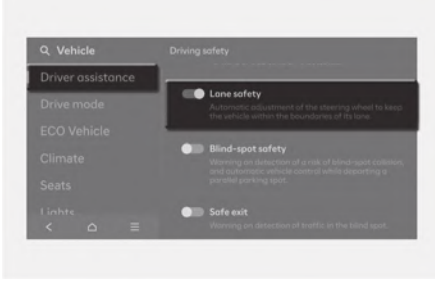 Vehicle
Driving safety
Driver assistance
Lane safety
Automatic adjustment of the steering wheel to keep
the vehicle within the boundaries of its lane.
Drive mode
ECO Vehicle
Blind-spot safety
Warning on detection of a risk of blind-spot collision,
and automatic vehicle control while departing a
parallel parking spot.
Climate
Seats
Safe exit
Warning on detection of traffic in the blind spot.
Lights